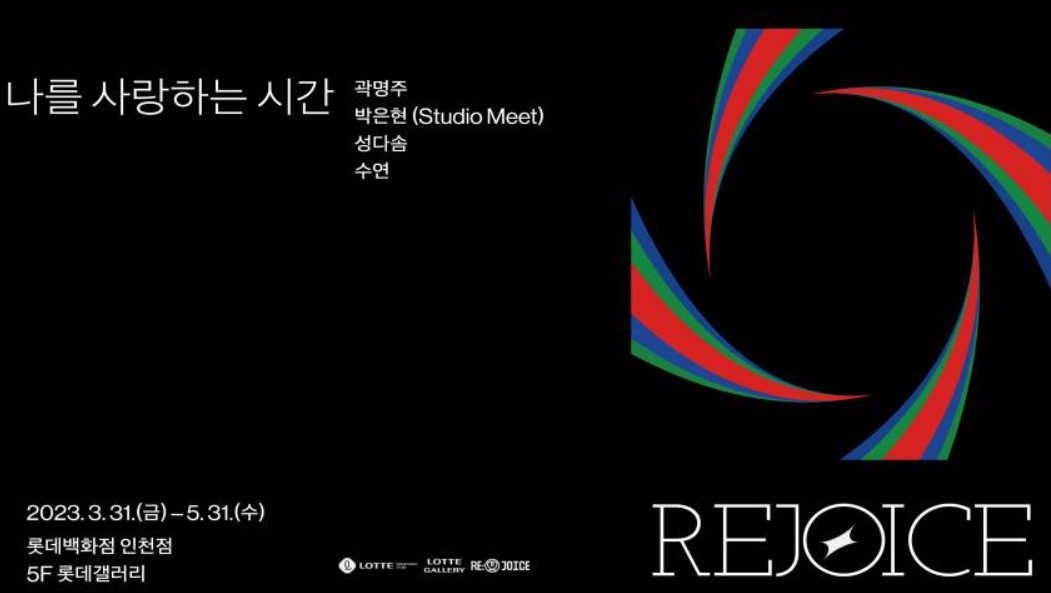 나를 사랑하는 시간
곽명주
박은현 (Studio Meet)
성다솜
수연
2023. 3. 31.(금) – 5. 31.(수)
롯데백화점 인천점
5F 롯데갤러리
LOTTE
LOTTE GALLERY
RE:JOICE
REJOICE